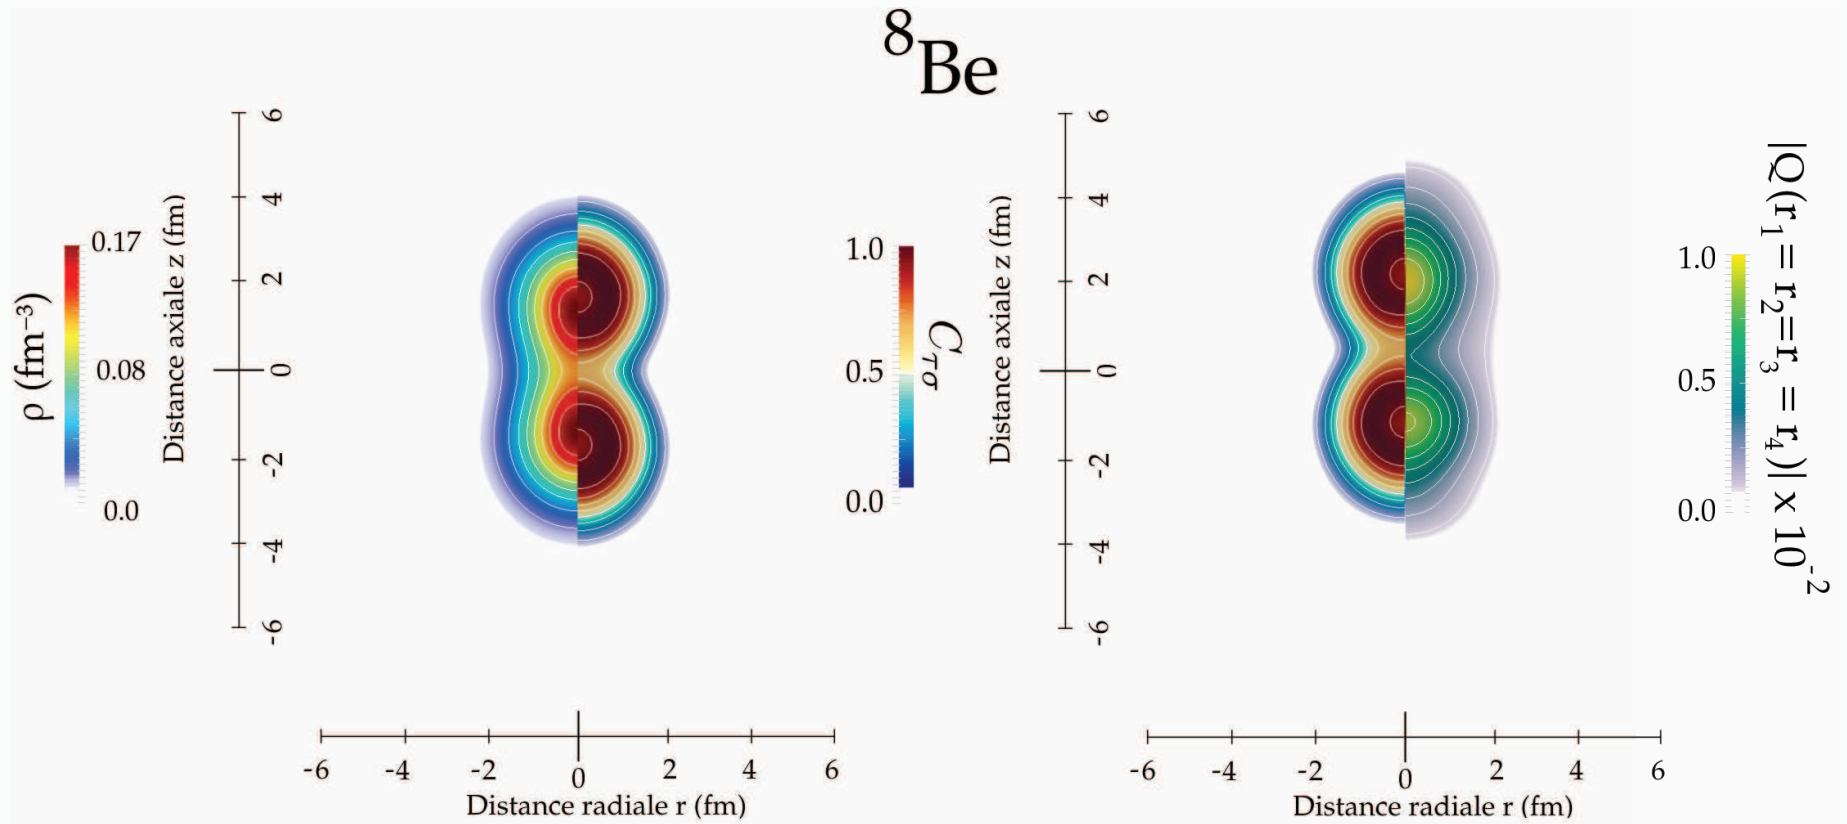 ⁸Be
ρ (fm⁻³)
0.17
0.08
0.0
Distance axiale z (fm)
6
4
2
0
-2
-4
-6
1.0
0.5
0.0
C_τσ
-6 -4 -2 0 2 4 6
Distance radiale r (fm)
Distance axiale z (fm)
6
4
2
0
-2
-4
-6
1.0
0.5
0.0
|Q(r₁= r₂=r₃ = r₄)| x 10⁻²
-6 -4 -2 0 2 4 6
Distance radiale r (fm)